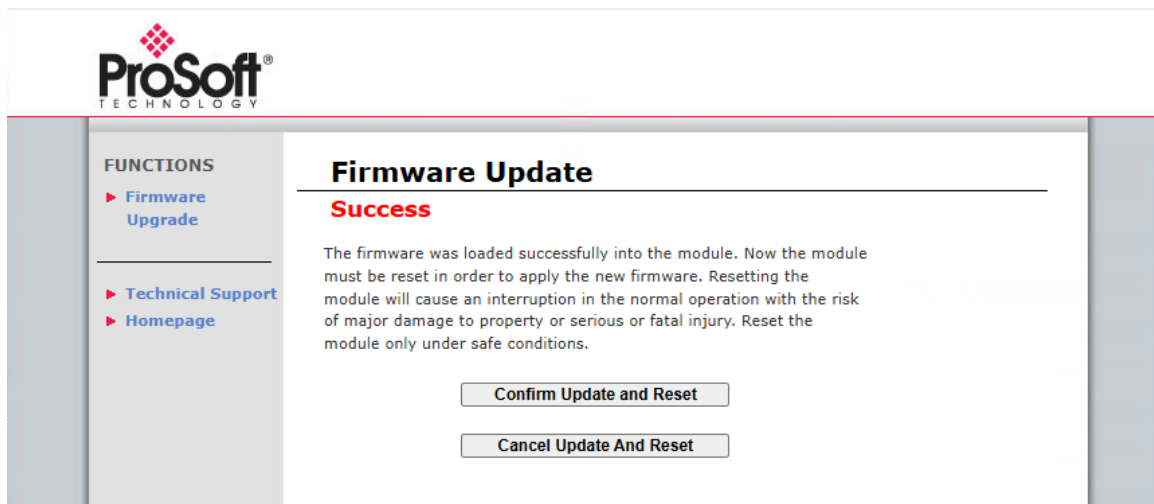 ProSoft®
TECHNOLOGY
FUNCTIONS
Firmware
Upgrade
Technical Support
Homepage
Firmware Update
Success
The firmware was loaded successfully into the module. Now the module
must be reset in order to apply the new firmware. Resetting the
module will cause an interruption in the normal operation with the risk
of major damage to property or serious or fatal injury. Reset the
module only under safe conditions.
Confirm Update and Reset
Cancel Update And Reset